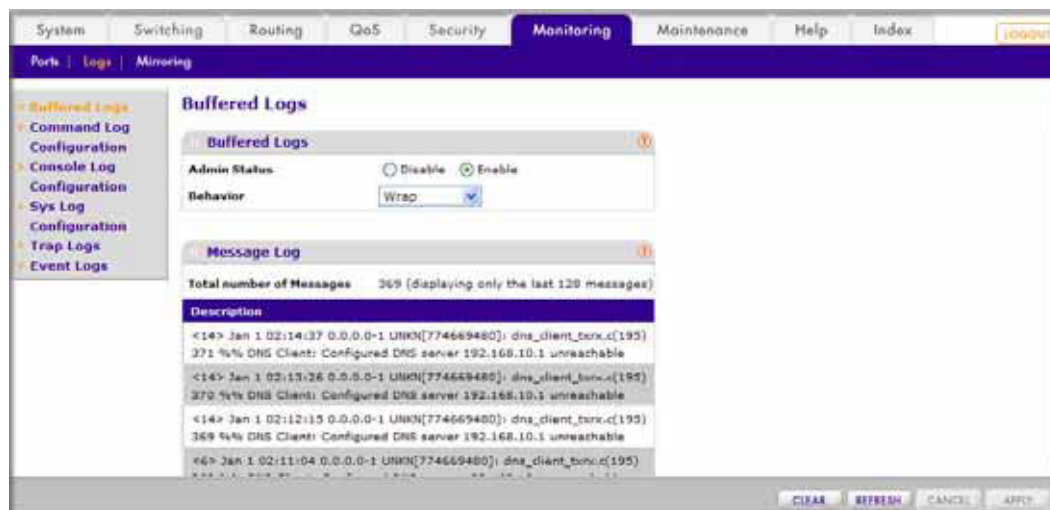 System Switching Routing QoS Security Monitoring Maintenance Help Index LOGOUT
Ports | Logs | Mirroring
Buffered Logs
Command Log
Configuration
Console Log
Configuration
Sys Log
Configuration
Trap Logs
Event Logs
Buffered Logs
Buffered Logs
Admin Status Disable Enable
Behavior Wrap
Message Log
Total number of Messages 369 (displaying only the last 128 messages)
Description
<14> Jan 1 02:14:37 0.0.0.0-1 UNKN[774669480]: dns_client_txrx.c(195)
371 %% DNS Client: Configured DNS server 192.168.10.1 unreachable
<14> Jan 1 02:13:26 0.0.0.0-1 UNKN[774669480]: dns_client_txrx.c(195)
370 %% DNS Client: Configured DNS server 192.168.10.1 unreachable
<14> Jan 1 02:12:15 0.0.0.0-1 UNKN[774669480]: dns_client_txrx.c(195)
369 %% DNS Client: Configured DNS server 192.168.10.1 unreachable
<6> Jan 1 02:11:04 0.0.0.0-1 UNKN[774669480]: dns_client_txrx.c(195)
CLEAR REFRESH CANCEL APPLY